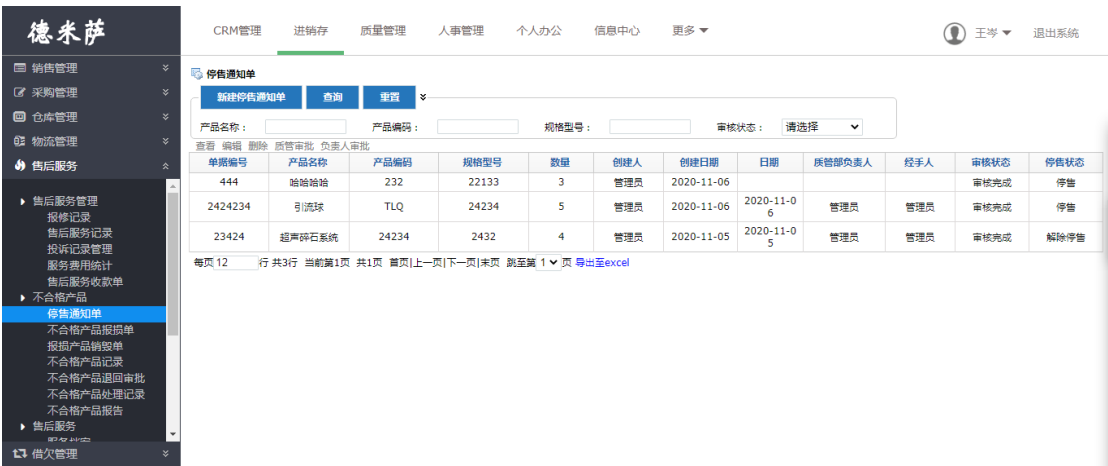 德米萨
CRM管理 进销存 质量管理 人事管理 个人办公 信息中心 更多 王岑 退出系统
销售管理
采购管理
仓库管理
物流管理
售后服务
售后服务管理
报修记录
售后服务记录
投诉记录管理
服务费用统计
售后服务收款单
不合格产品
停售通知单
不合格产品报损单
报损产品销毁单
不合格产品记录
不合格产品退回审批
不合格产品处理记录
不合格产品报告
售后服务
服务档案
借欠管理
停售通知单
新建停售通知单 查询 重置
产品名称： 产品编码： 规格型号： 审核状态： 请选择
查看 编辑 删除 质管审批 负责人审批
单据编号 产品名称 产品编码 规格型号 数量 创建人 创建日期 日期 质管部负责人 经手人 审核状态 停售状态
444 哈哈哈哈 232 22133 3 管理员 2020-11-06 审核完成 停售
2424234 引流球 TLQ 24234 5 管理员 2020-11-06 2020-11-06 管理员 管理员 审核完成 停售
23424 超声碎石系统 24234 2432 4 管理员 2020-11-05 2020-11-05 管理员 管理员 审核完成 解除停售
每页 12 行 共3行 当前第1页 共1页 首页|上一页|下一页|末页 跳至第 1 页 导出至excel